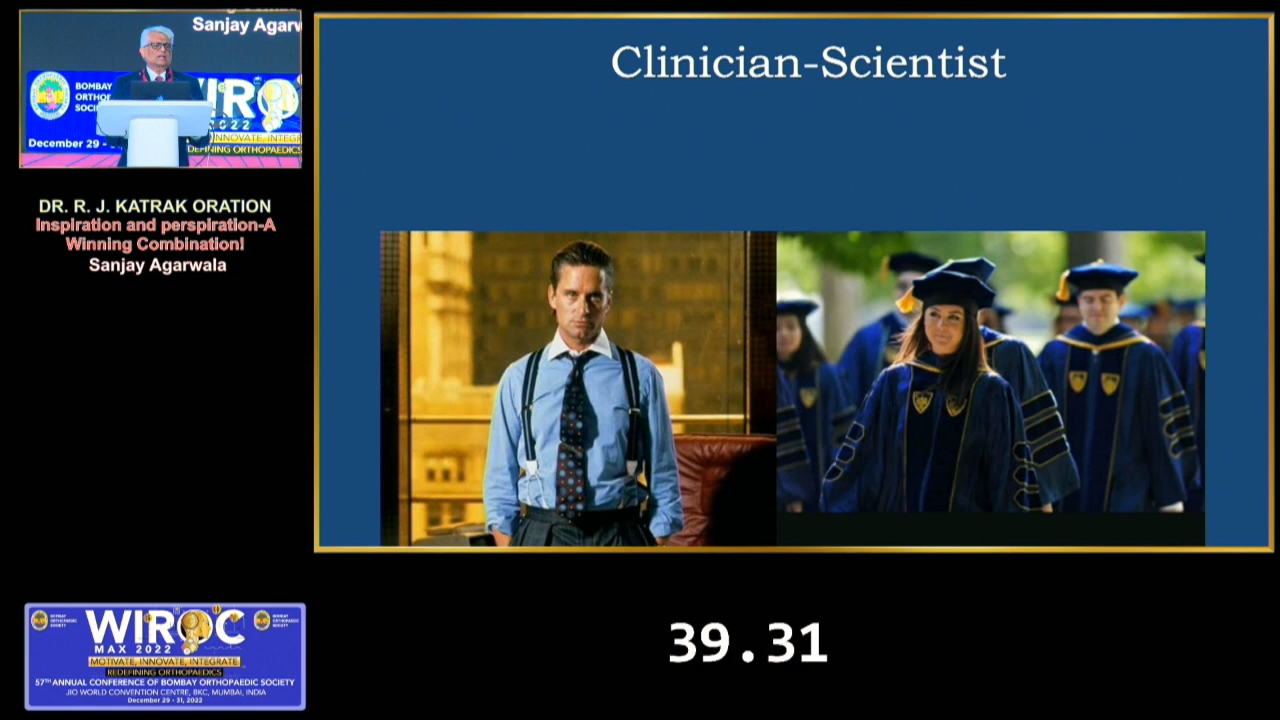 Sanjay Agarw
BOMBAY
ORTHOP
SOCI
WIRO
2022
INNOVATE, INTEGR
December 29 -
DEFINING ORTHOPAEDICS
DR. R. J. KATRAK ORATION
Inspiration and perspiration-A
Winning Combination!
Sanjay Agarwala
Clinician-Scientist
WIROC
MAX 2022
MOTIVATE, INNOVATE, INTEGRATE
REDEFINING ORTHOPAEDICS
57TH ANNUAL CONFERENCE OF BOMBAY ORTHOPAEDIC SOCIETY
JIO WORLD CONVENTION CENTRE, BKC, MUMBAI, INDIA
December 29 - 31, 2022
39.31